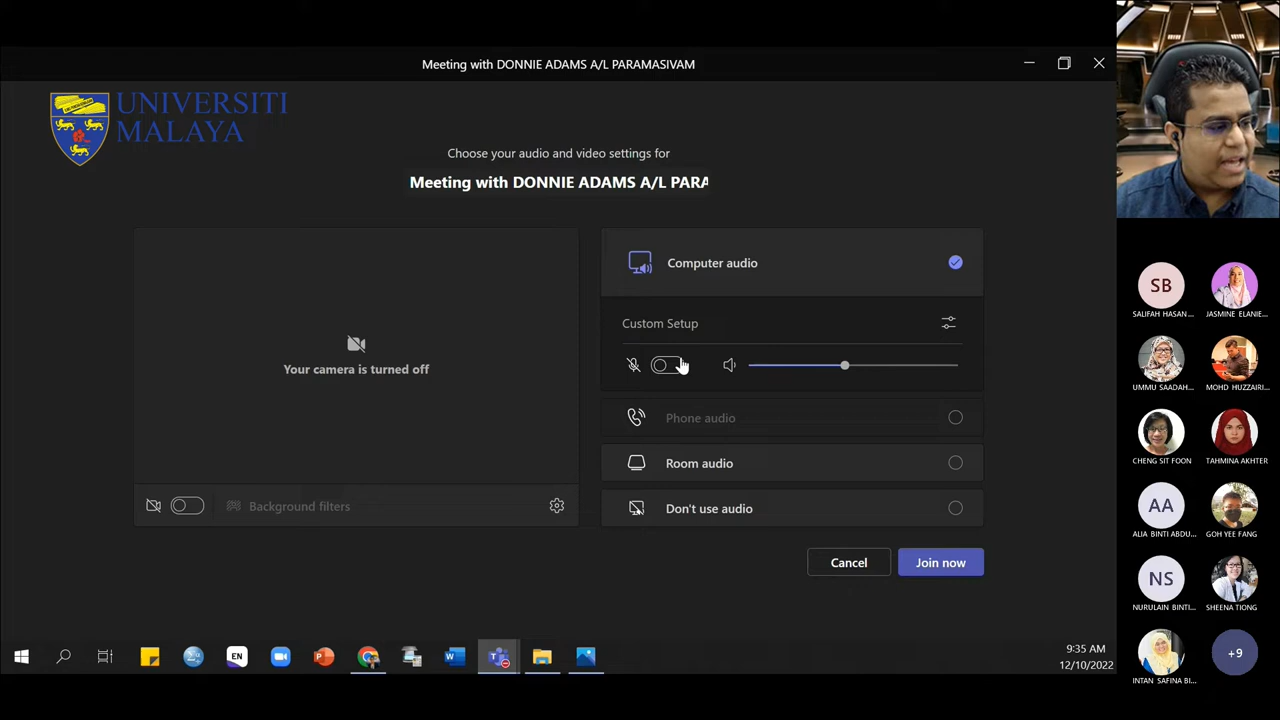 Meeting with DONNIE ADAMS A/L PARAMASIVAM
UNIVERSITI
MALAYA
Choose your audio and video settings for
Meeting with DONNIE ADAMS A/L PARA
Your camera is turned off
Background filters
Computer audio
Custom Setup
Phone audio
Room audio
Don't use audio
Cancel
Join now
EN
9:35 AM
12/10/2022
SB
SALIFAH HASAN ...
JASMINE ELANIE...
UMMU SAADAH...
MOHD HUZZAIRI...
CHENG SIT FOON
TAHMINA AKHTER
AA
ALIA BINTI ABDU...
GOH YEE FANG
NS
NURULAIN BINTI...
SHEENA TIONG
INTAN SAFINA BI...
+9